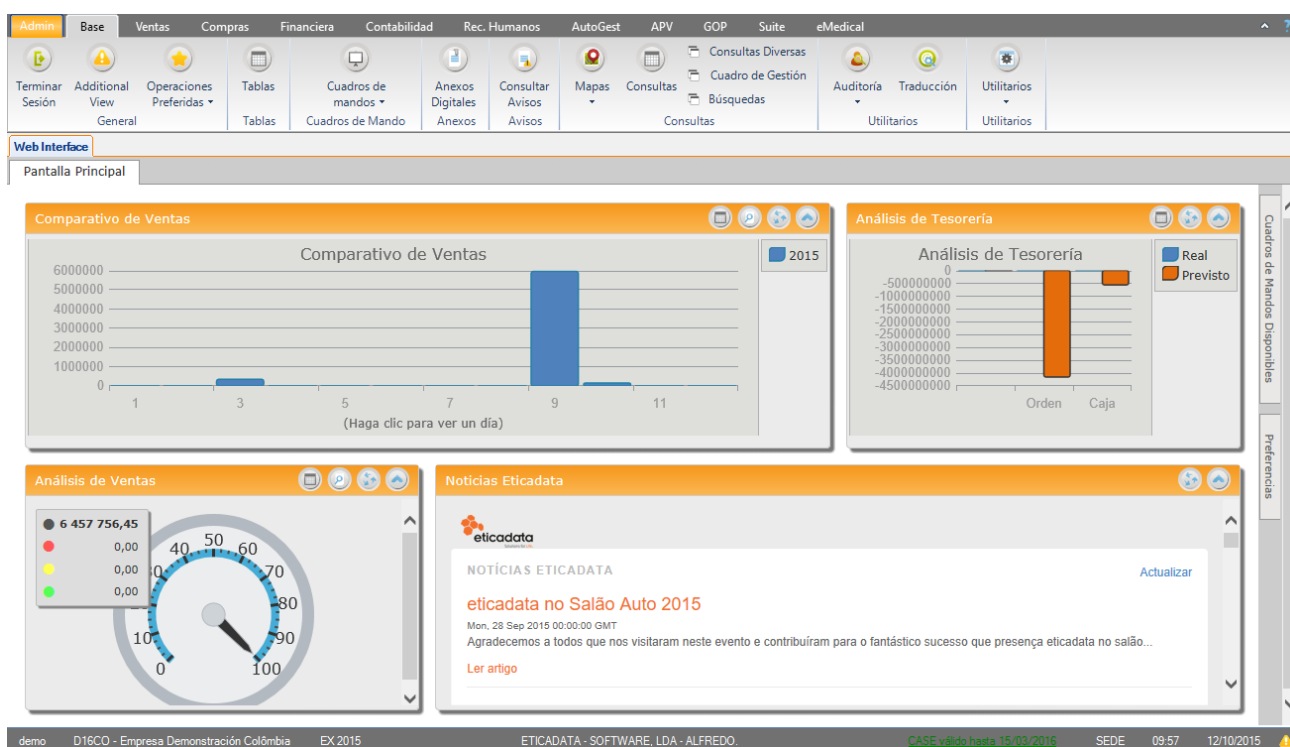 Admin Base Ventas Compras Financiera Contabilidad Rec. Humanos AutoGest APV GOP Suite eMedical
Terminar Sesión
Additional View
Operaciones Preferidas
General
Tablas
Tablas
Cuadros de mandos
Cuadros de Mando
Anexos Digitales
Anexos
Consultar Avisos
Avisos
Mapas
Consultas
Consultas Diversas
Cuadro de Gestión
Búsquedas
Consultas
Auditoría
Traducción
Utilitarios
Utilitarios
Utilitarios
Web Interface
Pantalla Principal
Comparativo de Ventas
Comparativo de Ventas
2015
6000000
5000000
4000000
3000000
2000000
1000000
0
1 3 5 7 9 11
(Haga clic para ver un día)
Análisis de Tesorería
Análisis de Tesorería
Real
Previsto
0
-500000000
-1000000000
-1500000000
-2000000000
-2500000000
-3000000000
-3500000000
-4000000000
-4500000000
Orden Caja
Cuadros de Mandos Disponibles
Preferencias
Análisis de Ventas
6 457 756,45
0,00
0,00
0,00
0 10 40 50 60 70 80 90 100
Noticias Eticadata
eticadata
NOTÍCIAS ETICADATA
Actualizar
eticadata no Salão Auto 2015
Mon, 28 Sep 2015 00:00:00 GMT
Agradecemos a todos que nos visitaram neste evento e contribuíram para o fantástico sucesso que presença eticadata no salão...
Ler artigo
demo D16CO - Empresa Demonstración Colômbia EX 2015 ETICADATA - SOFTWARE, LDA - ALFREDO. CASE válido hasta 15/03/2016 SEDE 09:57 12/10/2015